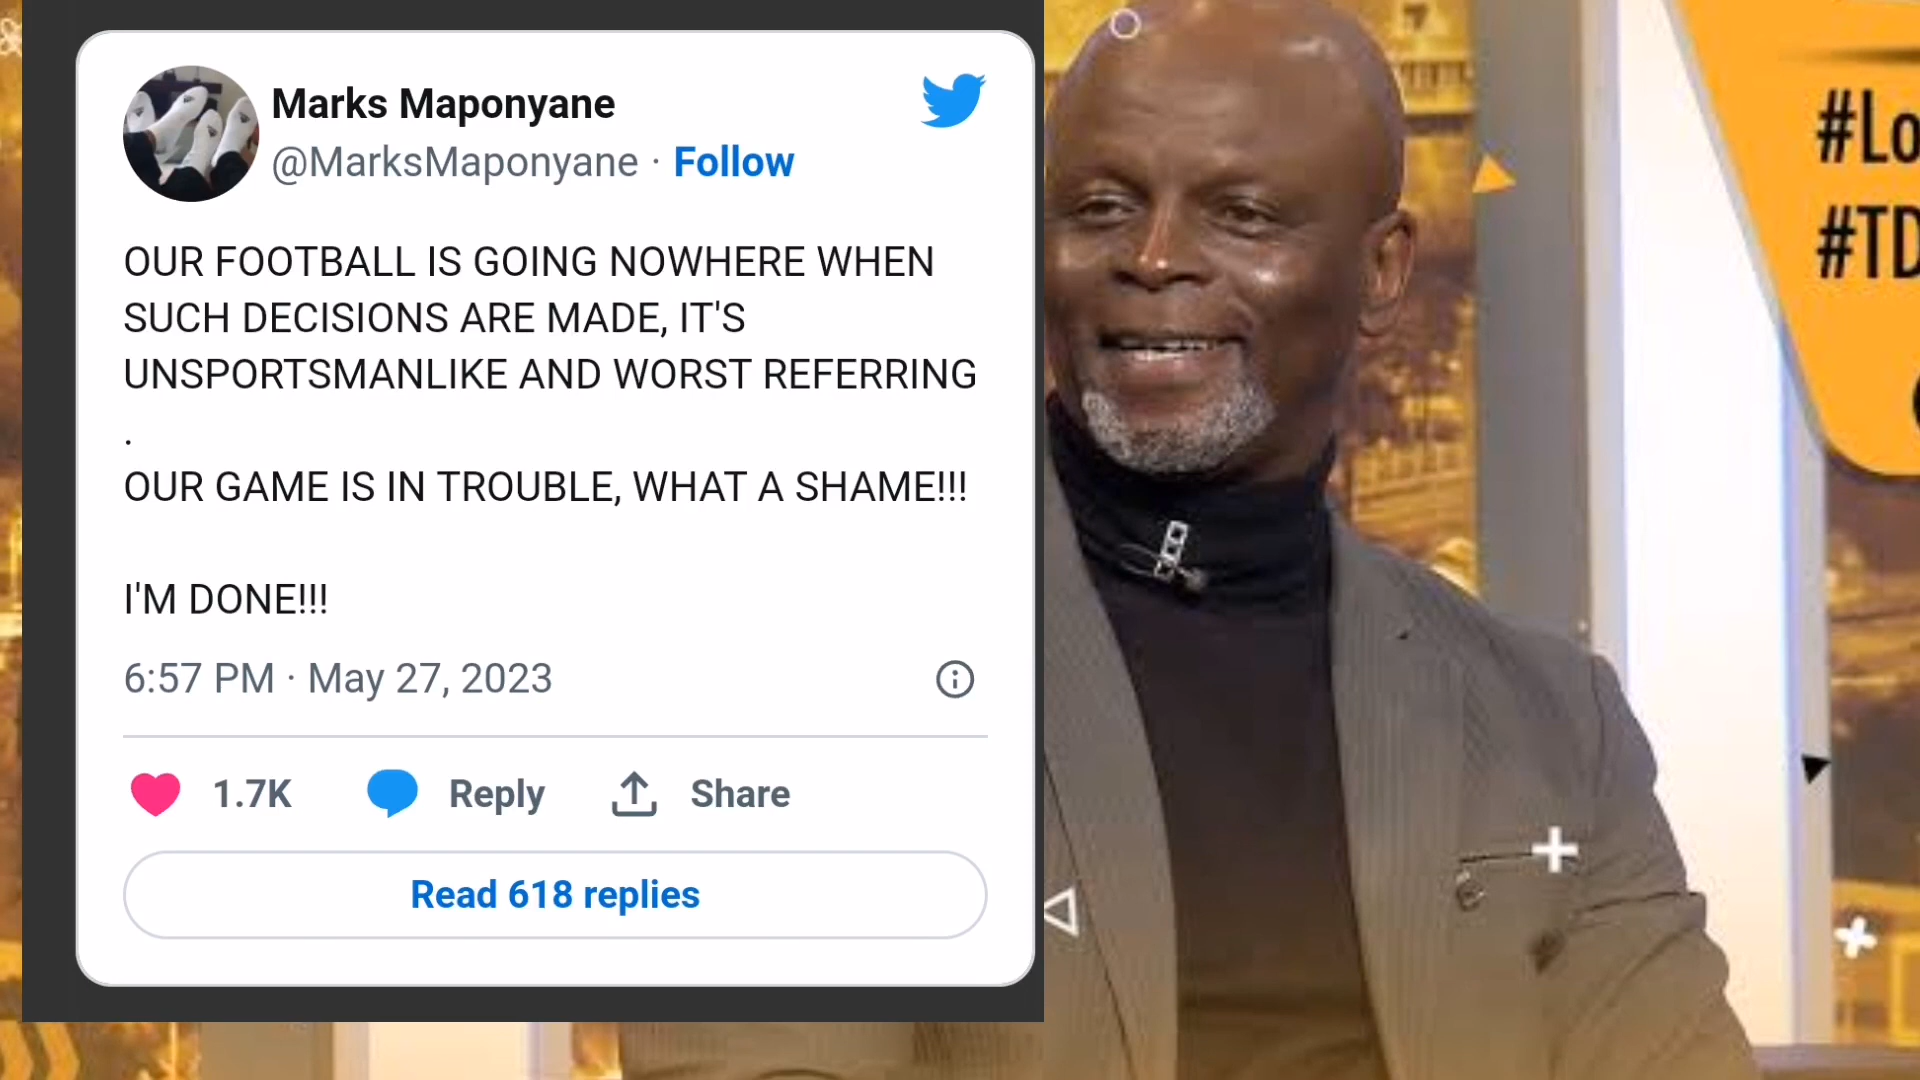 Marks Maponyane
@MarksMaponyane · Follow
OUR FOOTBALL IS GOING NOWHERE WHEN
SUCH DECISIONS ARE MADE, IT'S
UNSPORTSMANLIKE AND WORST REFERRING
.
OUR GAME IS IN TROUBLE, WHAT A SHAME!!!
I'M DONE!!!
6:57 PM · May 27, 2023
1.7K Reply Share
Read 618 replies
#Lo
#TD